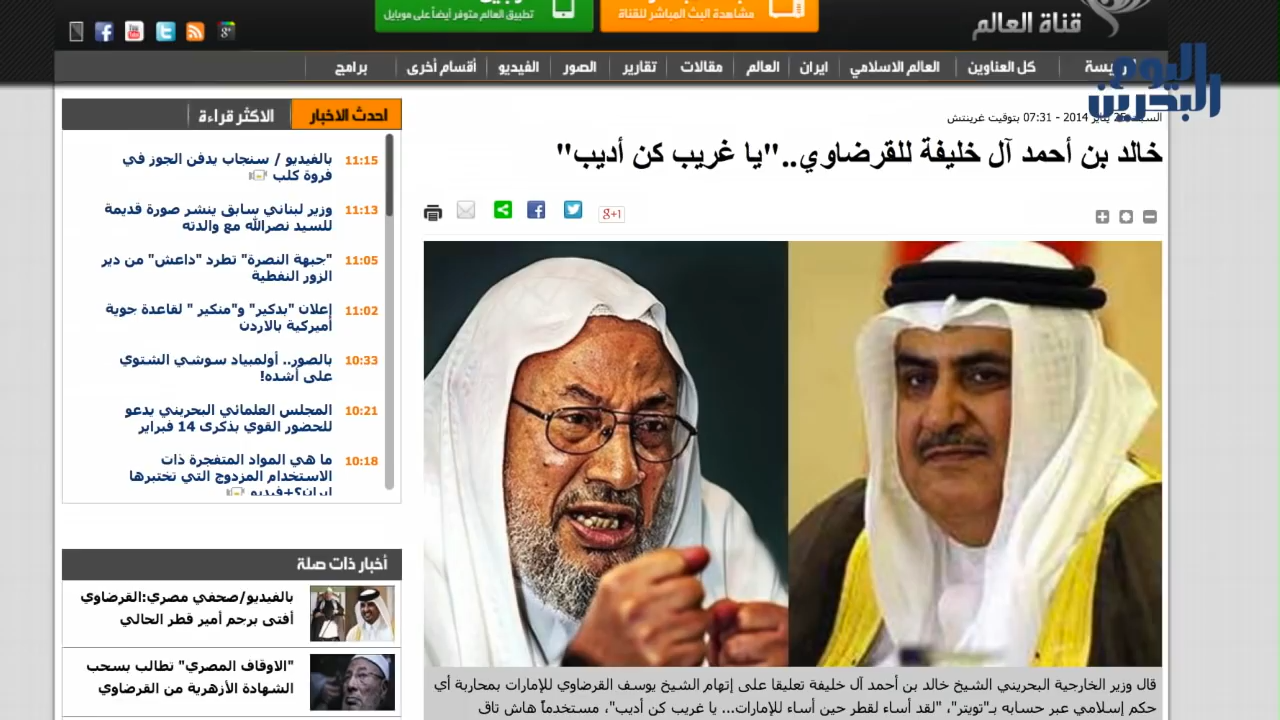 تطبيق العالم متوفر أيضاً على موبايل
مشاهدة البث المباشر للقناة
قناة العالم
كل العناوين
العالم الاسلامي
ايران
العالم
مقالات
تقارير
الصور
الفيديو
أقسام أخرى
برامج
اليوم
البحرين
يناير 2014 - 07:31 بتوقيت غرينتش
خالد بن أحمد آل خليفة للقرضاوي.."يا غريب كن أديب"
g+1
قال وزير الخارجية البحريني الشيخ خالد بن أحمد آل خليفة تعليقا على إتهام الشيخ يوسف القرضاوي للإمارات بمحاربة أي
حكم إسلامي عبر حسابه بـ"تويتر"، "لقد أساء لقطر حين أساء للإمارات... يا غريب كن أديب"، مستخدماً هاش تاق
احدث الاخبار
الاكثر قراءة
11:15 بالفيديو / سنجاب يدفن الجوز في
فروة كلب
11:13 وزير لبناني سابق ينشر صورة قديمة
للسيد نصرالله مع والدته
11:05 "جبهة النصرة" تطرد "داعش" من دير
الزور النفطية
11:02 إعلان "بدكير" و"منكير " لقاعدة جوية
أميركية بالاردن
10:33 بالصور.. أولمبياد سوشي الشتوي
على أشده!
10:21 المجلس العلمائي البحريني يدعو
للحضور القوي بذكرى 14 فبراير
10:18 ما هي المواد المتفجرة ذات
الاستخدام المزدوج التي تختبرها
ايران؟+فيديو
أخبار ذات صلة
بالفيديو/صحفي مصري:القرضاوي
أفتى برجم أمير قطر الحالي
"الاوقاف المصري" تطالب بسحب
الشهادة الأزهرية من القرضاوي